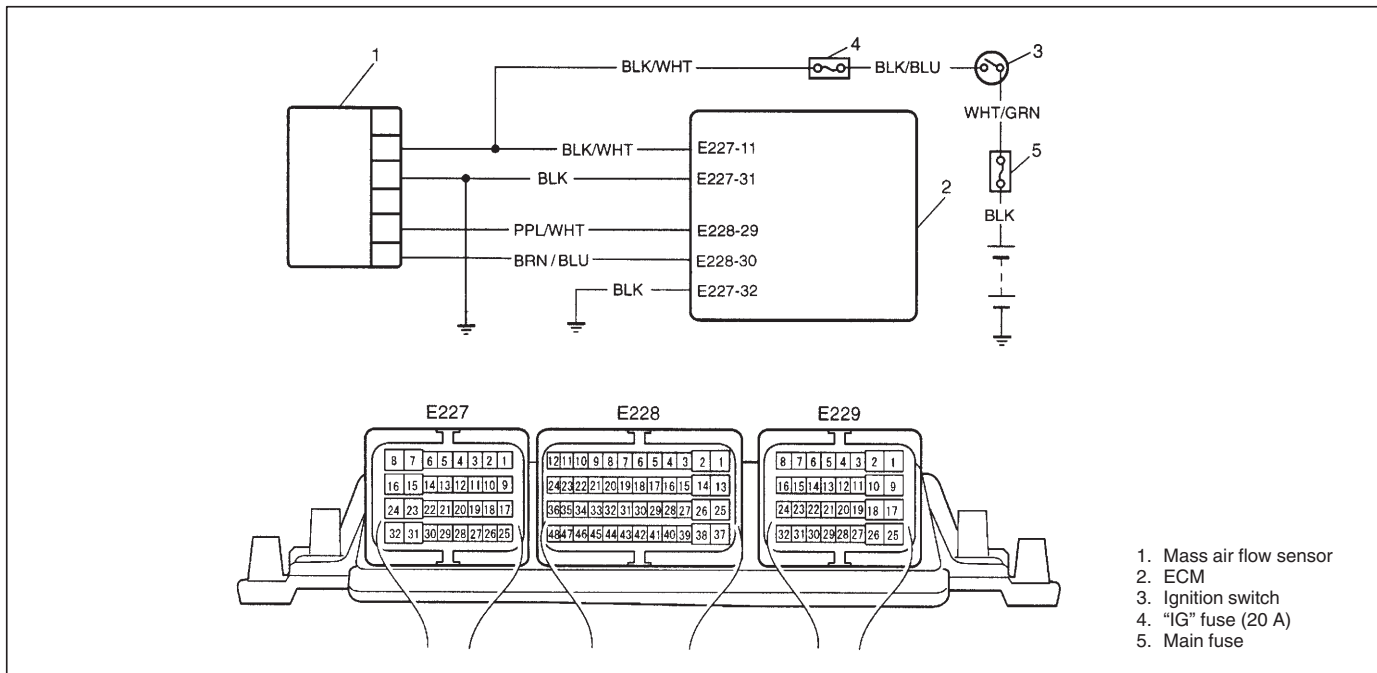 4
3
1
BLK/WHT
BLK/BLU
WHT/GRN
5
BLK/WHT
E227-11
BLK
E227-31
2
BLK
PPL/WHT
E228-29
BRN / BLU
E228-30
BLK
E227-32
E227
E228
E229
8 7 6 5 4 3 2 1
12 11 10 9 8 7 6 5 4 3 2 1
8 7 6 5 4 3 2 1
16 15 14 13 12 11 10 9
24 23 22 21 20 19 18 17 16 15 14 13
16 15 14 13 12 11 10 9
24 23 22 21 20 19 18 17
36 35 34 33 32 31 30 29 28 27 26 25
24 23 22 21 20 19 18 17
32 31 30 29 28 27 26 25
48 47 46 45 44 43 42 41 40 39 38 37
32 31 30 29 28 27 26 25
1. Mass air flow sensor
2. ECM
3. Ignition switch
4. “IG” fuse (20 A)
5. Main fuse